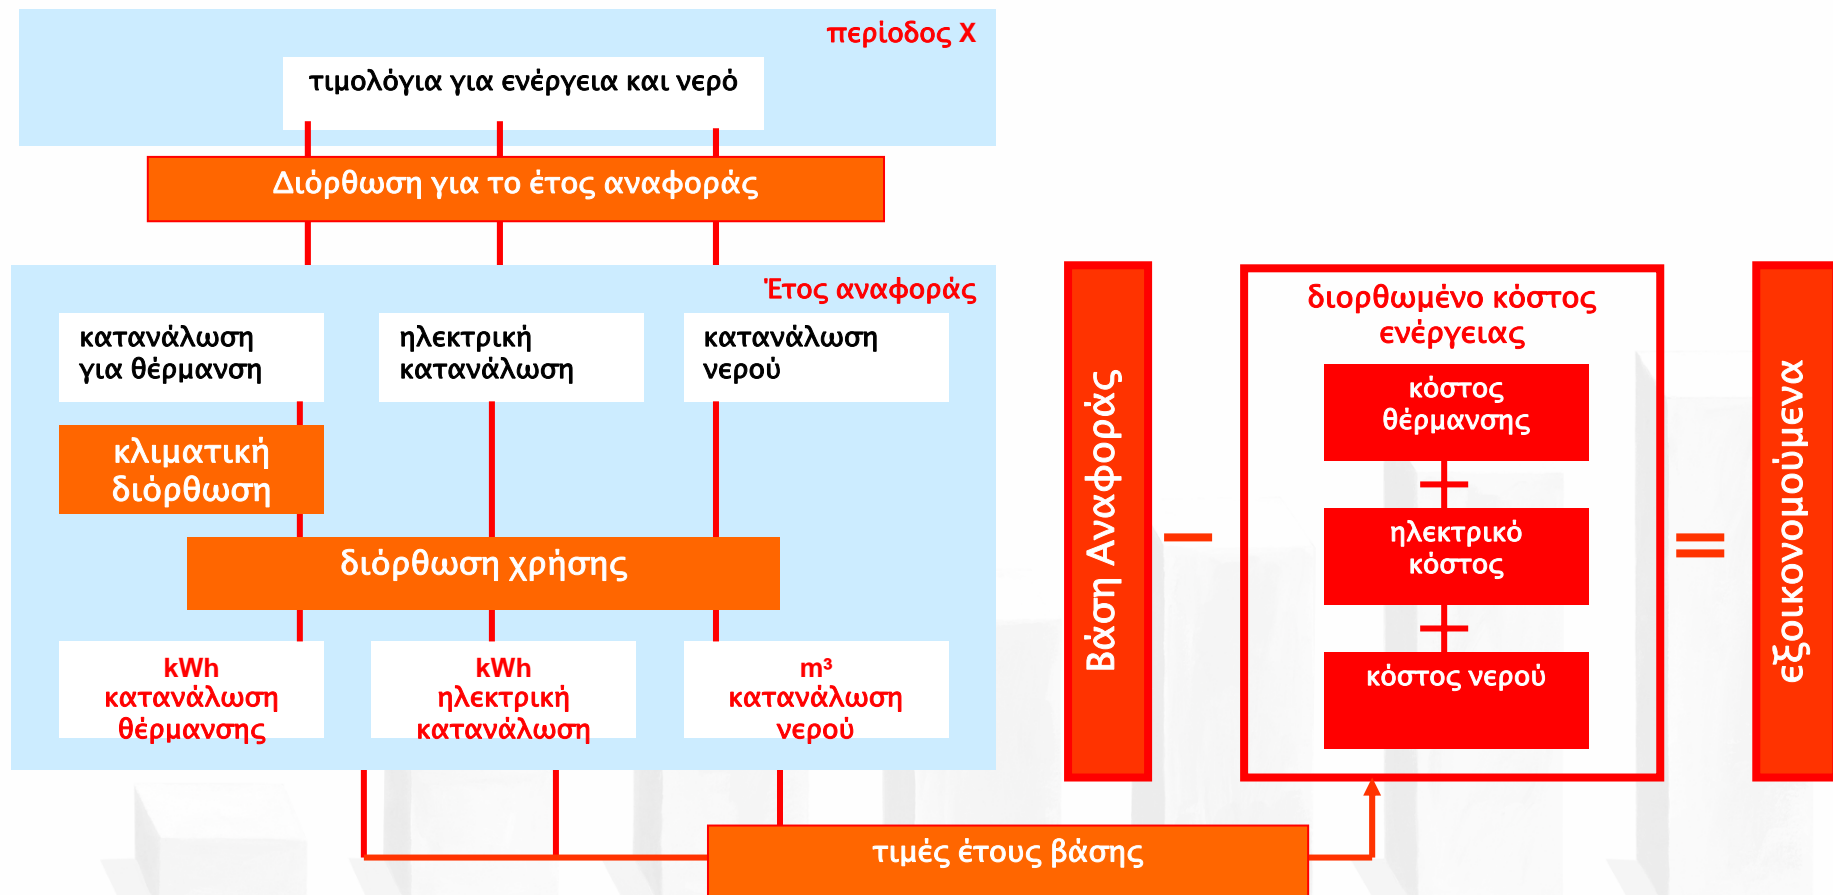 περίοδος Χ
τιμολόγια για ενέργεια και νερό
Διόρθωση για το έτος αναφοράς
Έτος αναφοράς
κατανάλωση
για θέρμανση
ηλεκτρική
κατανάλωση
κατανάλωση
νερού
κλιματική
διόρθωση
διόρθωση χρήσης
kWh
κατανάλωση
θέρμανσης
kWh
ηλεκτρική
κατανάλωση
m³
κατανάλωση
νερού
τιμές έτους βάσης
Βάση Αναφοράς
–
διορθωμένο κόστος
ενέργειας
κόστος
θέρμανσης
+
ηλεκτρικό
κόστος
+
κόστος νερού
=
εξοικονομούμενα